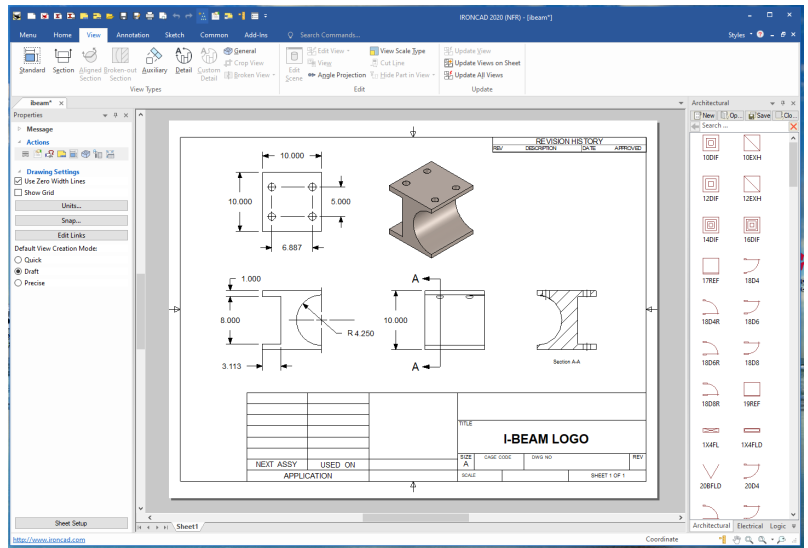 IRONCAD 2020 (NFR) - [ibeam*]
Menu Home View Annotation Sketch Common Add-Ins Search Commands... Styles
Standard Section Aligned Section Broken-out Section Auxiliary Detail Custom Detail
General
Crop View
Broken View
View Types
Edit Scene
Edit View
View
Angle Projection
View Scale Type
Cut Line
Hide Part in View
Edit
Update View
Update Views on Sheet
Update All Views
Update
ibeam*
Properties
Message
Actions
Drawing Settings
Use Zero Width Lines
Show Grid
Units...
Snap...
Edit Links
Default View Creation Mode:
Quick
Draft
Precise
Sheet Setup
REVISION HISTORY
REV DESCRIPTION DATE APPROVED
10.000
10.000
5.000
6.887
1.000
8.000
R 4.250
3.113
A
10.000
A
Section A-A
TITLE
I-BEAM LOGO
SIZE CAGE CODE DWG NO REV
A
NEXT ASSY USED ON
APPLICATION
SCALE SHEET 1 OF 1
Sheet1
Architectural
New Op... Save Clo...
Search ...
10DIF 10EXH
12DIF 12EXH
14DIF 16DIF
17REF 18D4
18D4R 18D6
18D6R 18D8
18D8R 19REF
1X4FL 1X4FLD
20BFLD 20D4
Architectural Electrical Logic
http://www.ironcad.com
Coordinate